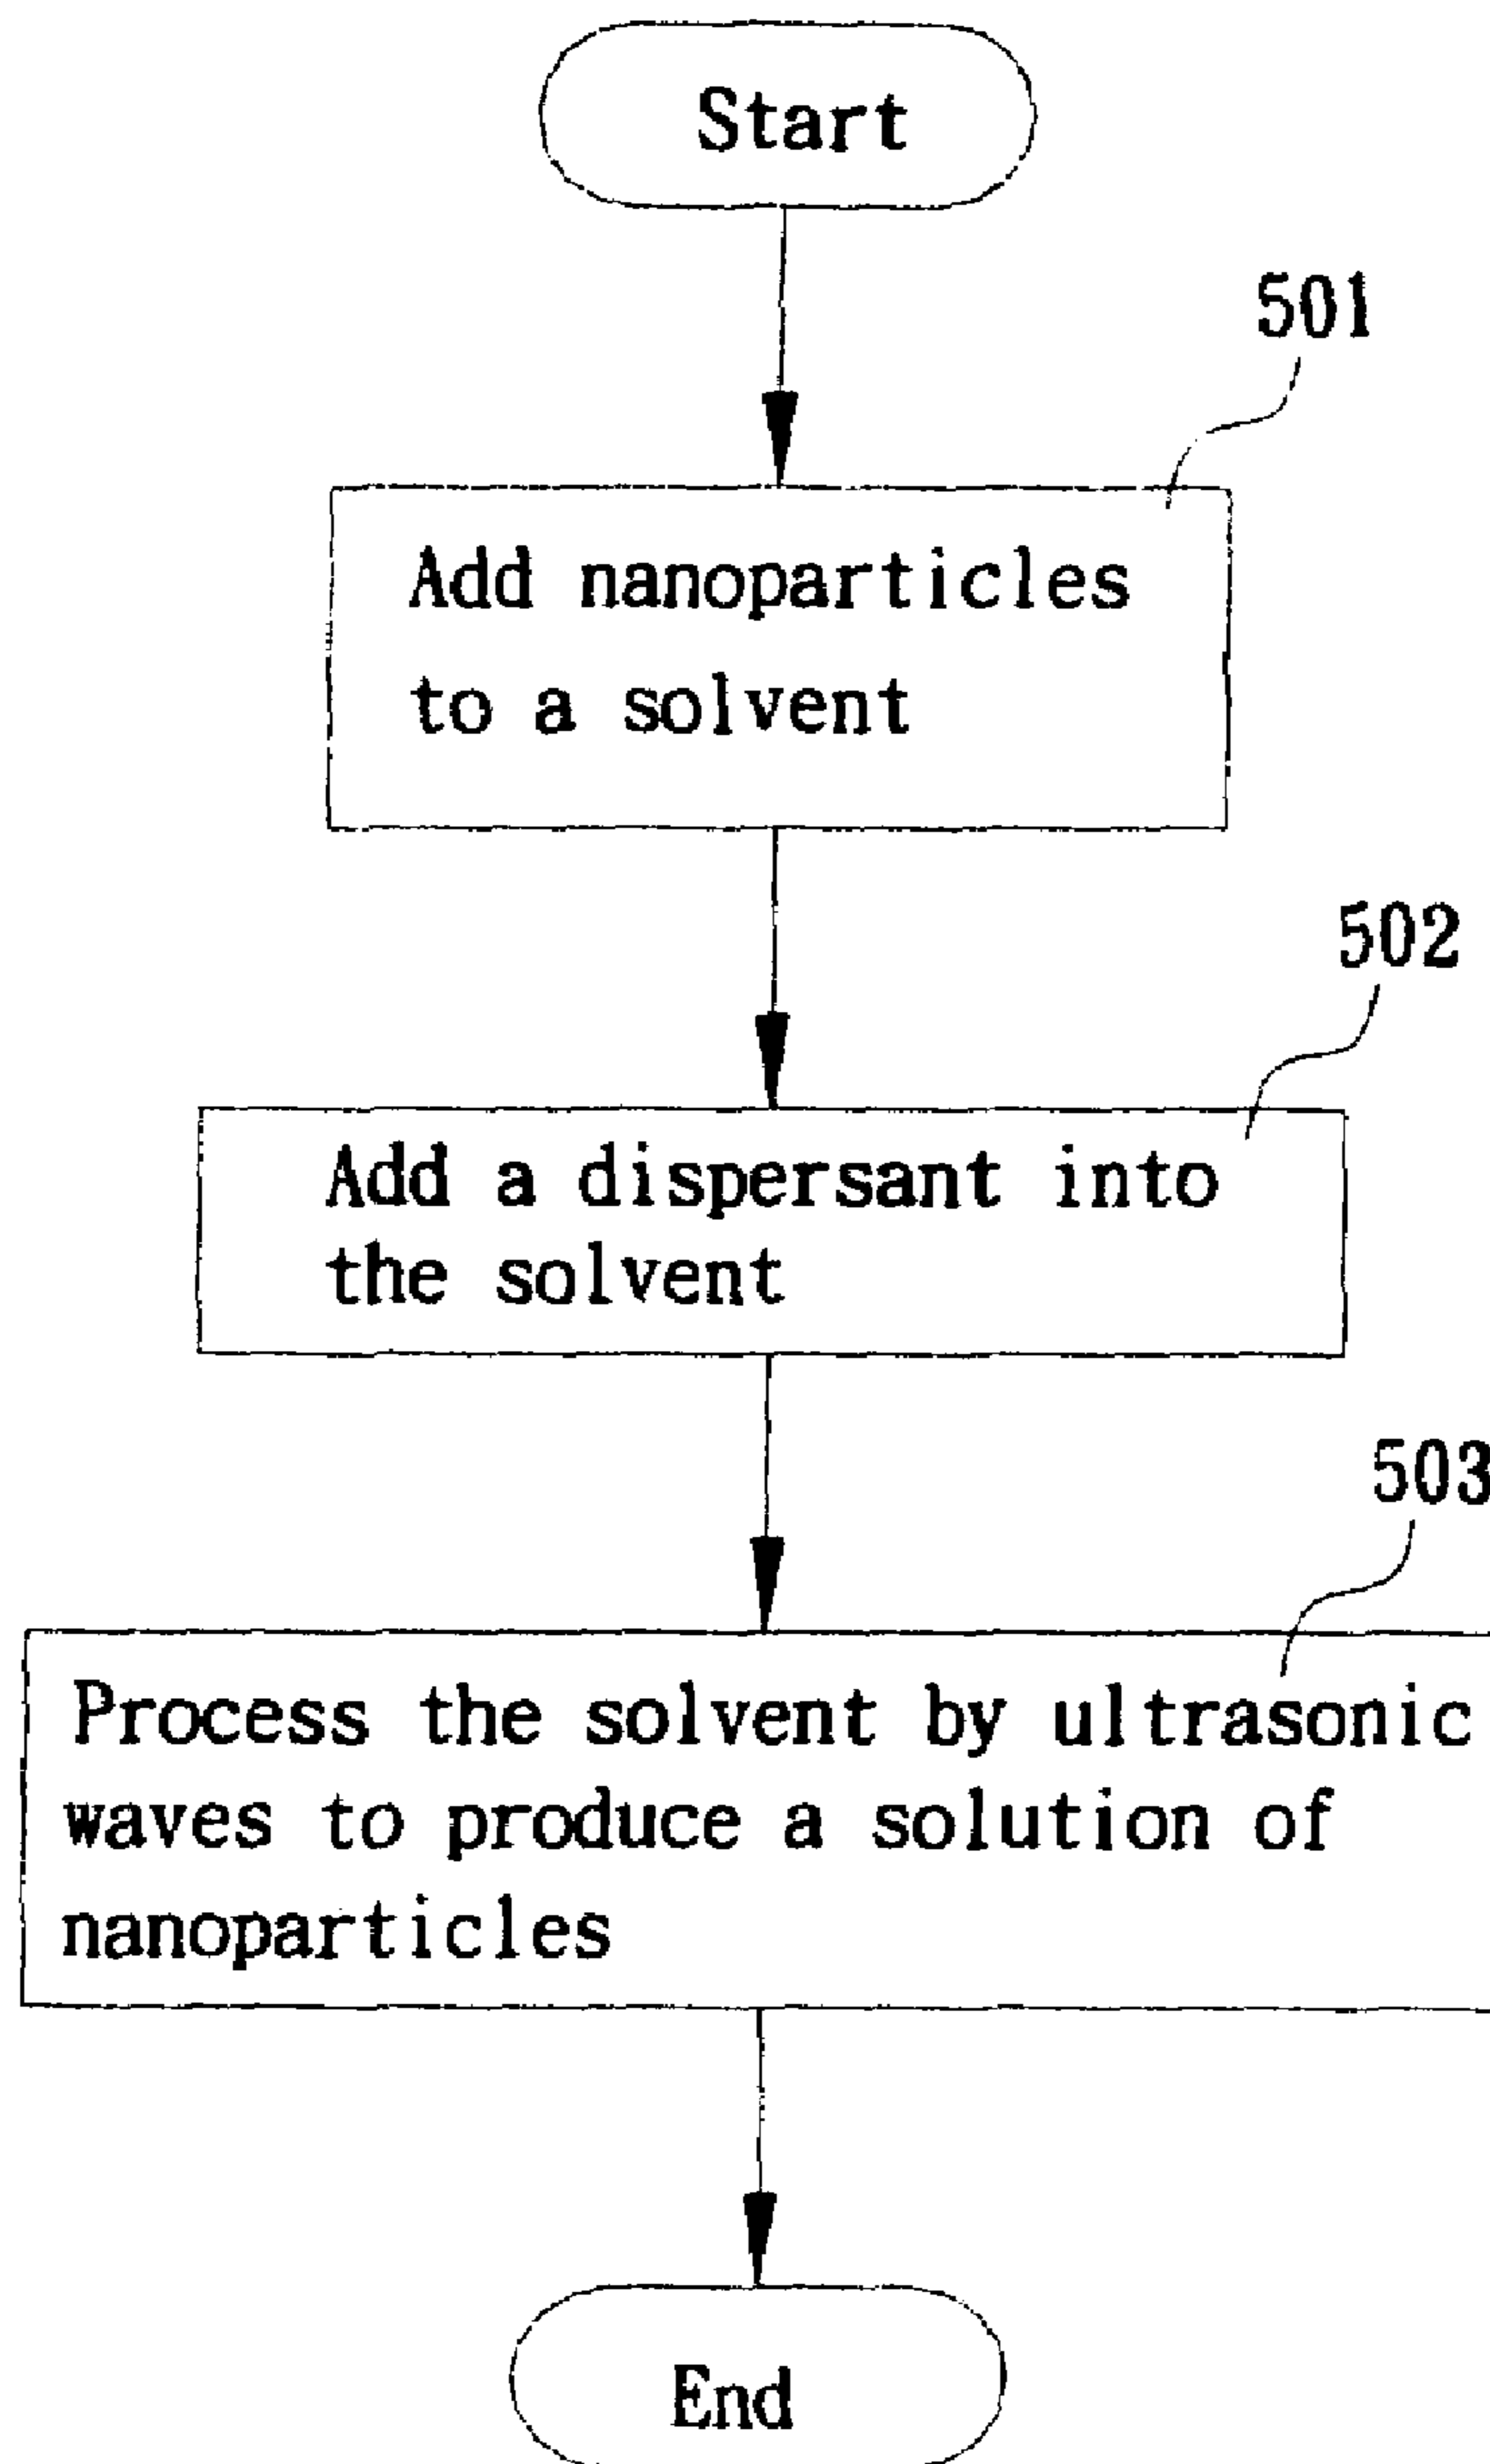 Start
501
Add nanoparticles
to a solvent
502
Add a dispersant into
the solvent
503
Process the solvent by ultrasonic
waves to produce a solution of
nanoparticles
End